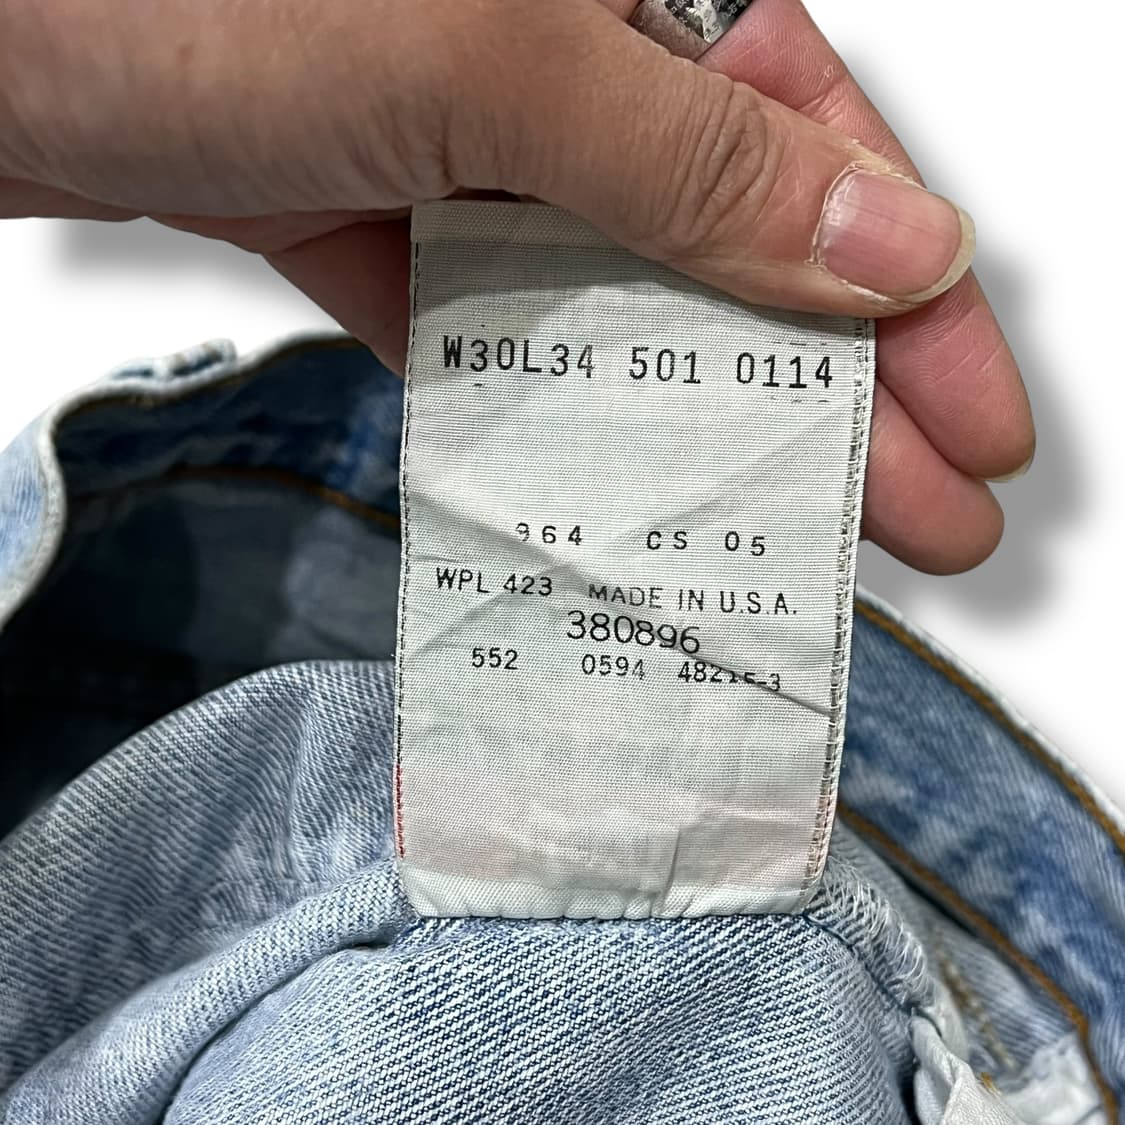 W30L34 501 0114
964 CS 05
WPL 423 MADE IN U.S.A.
380896
552 0594